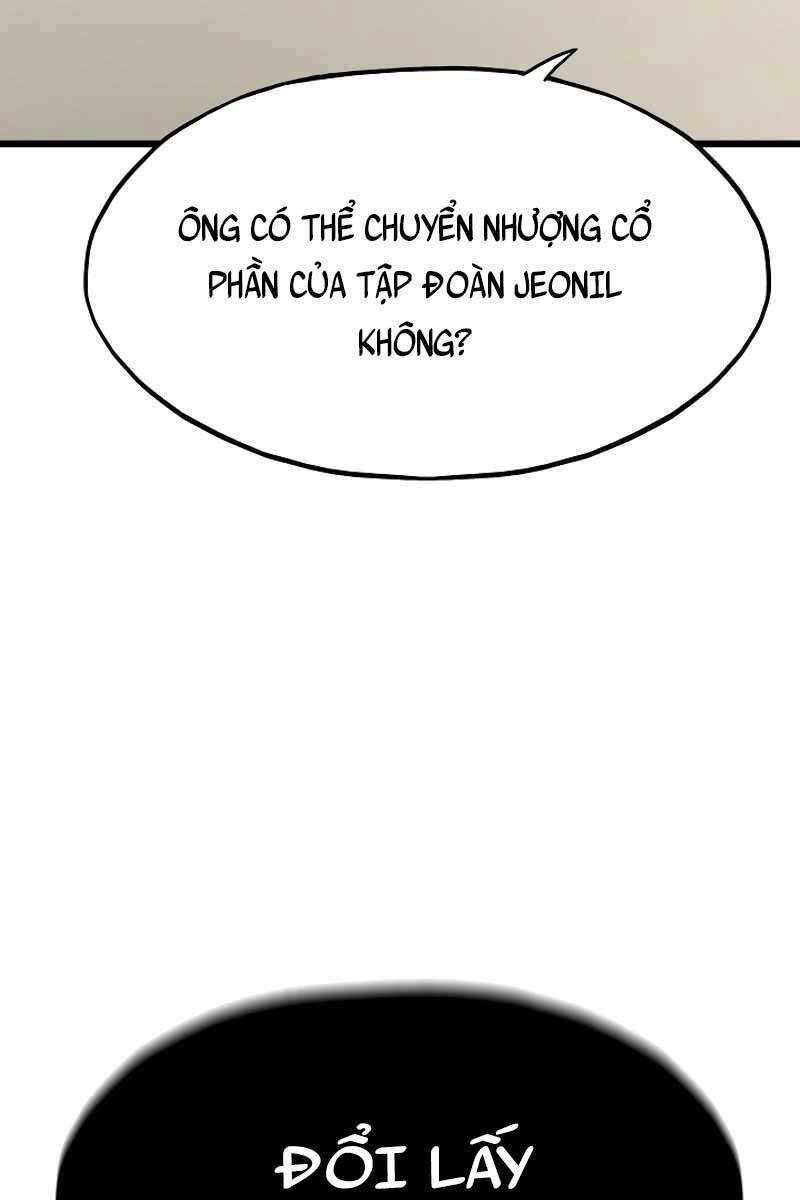 ÔNG CÓ THỂ CHUYỂN NHƯỢNG CỔ
PHẦN CỦA TẬP ĐOÀN JEONIL
KHÔNG?
ĐỔI LẤY